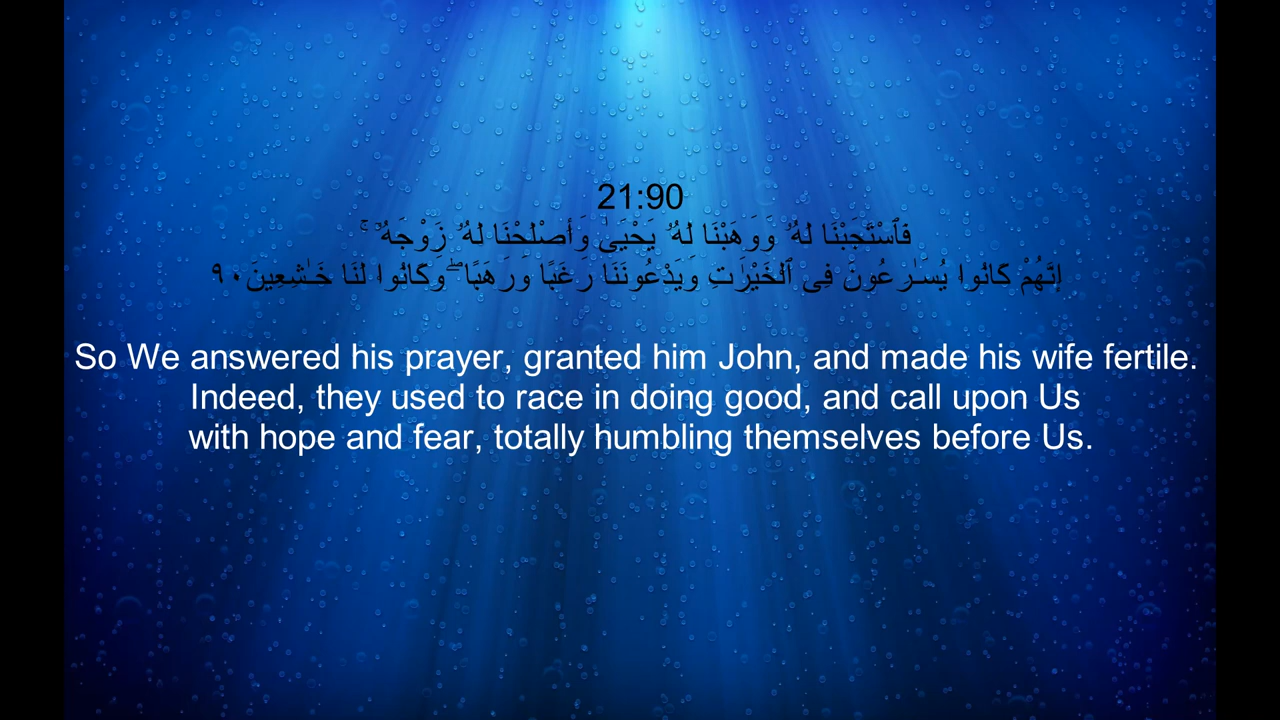 21:90
فَٱسْتَجَبْنَا لَهُۥ وَوَهَبْنَا لَهُۥ يَحْيَىٰ وَأَصْلَحْنَا لَهُۥ زَوْجَهُۥٓ ۚ
إِنَّهُمْ كَانُوا يُسَـٰرِعُونَ فِى ٱلْخَيْرَٰتِ وَيَدْعُونَنَا رَغَبًا وَرَهَبًا ۖ وَكَانُوا لَنَا خَـٰشِعِينَ ٩٠
So We answered his prayer, granted him John, and made his wife fertile.
Indeed, they used to race in doing good, and call upon Us
with hope and fear, totally humbling themselves before Us.